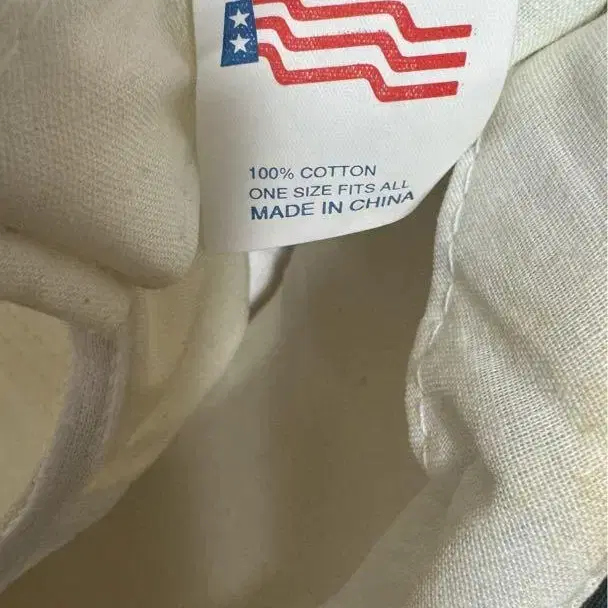 100% COTTON
ONE SIZE FITS ALL
MADE IN CHINA